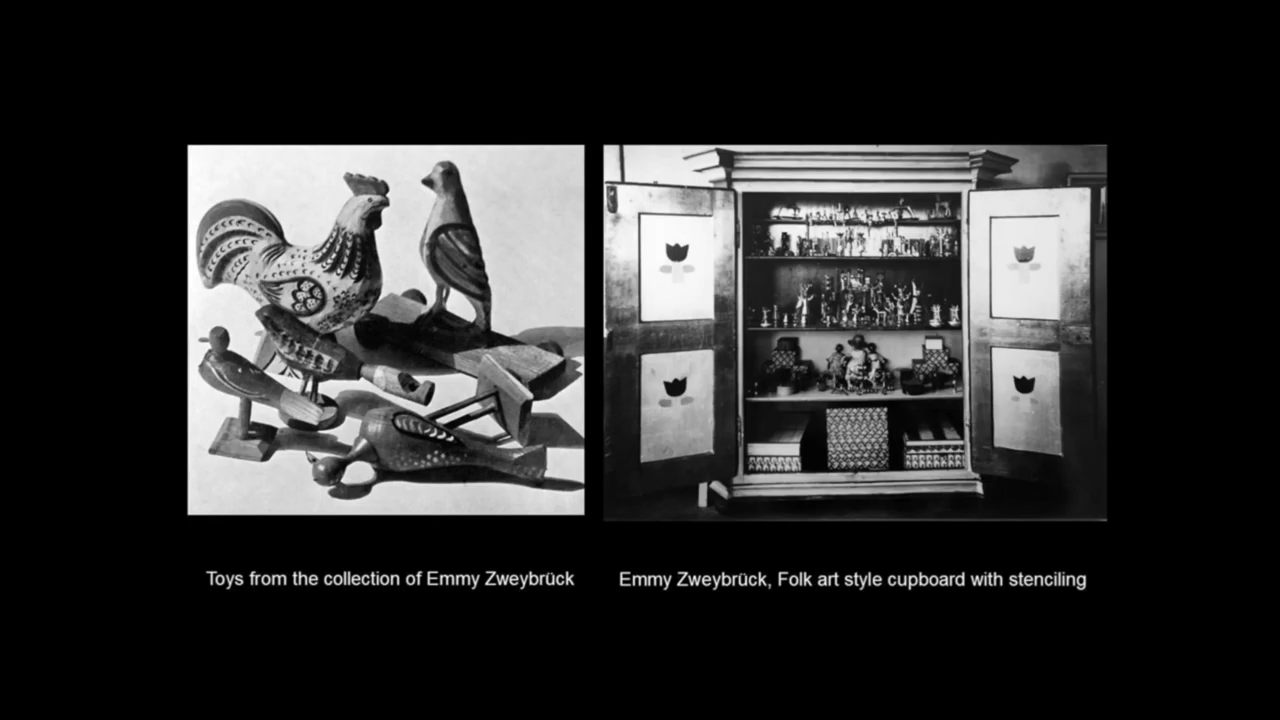 Toys from the collection of Emmy Zweybrück
Emmy Zweybrück, Folk art style cupboard with stenciling